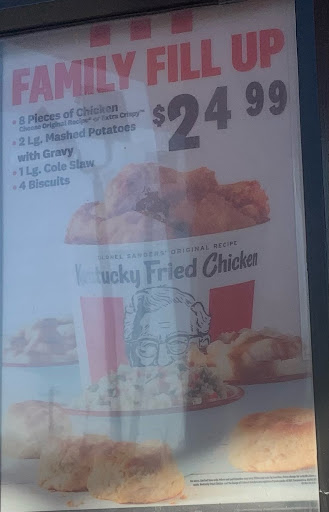 FAMILY FILL UP
• 8 Pieces of Chicken
Choose Original Recipe® or Extra Crispy™
• 2 Lg. Mashed Potatoes
with Gravy
• 1 Lg. Cole Slaw
• 4 Biscuits
$24 99
COLONEL SANDERS' ORIGINAL RECIPE
Kentucky Fried Chicken